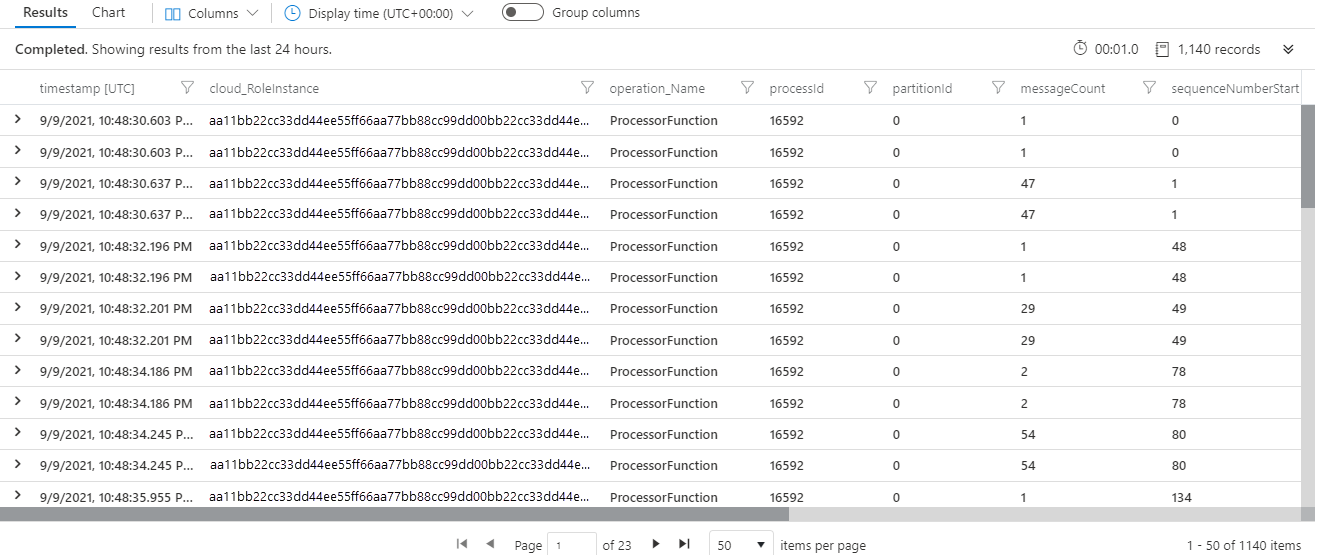 Results Chart Columns Display time (UTC+00:00) Group columns
Completed. Showing results from the last 24 hours. 00:01.0 1,140 records
timestamp [UTC] cloud_RoleInstance operation_Name processId partitionId messageCount sequenceNumberStart
9/9/2021, 10:48:30.603 P... aa11bb22cc33dd44ee55ff66aa77bb88cc99dd00bb22cc33dd44e... ProcessorFunction 16592 0 1 0
9/9/2021, 10:48:30.603 P... aa11bb22cc33dd44ee55ff66aa77bb88cc99dd00bb22cc33dd44e... ProcessorFunction 16592 0 1 0
9/9/2021, 10:48:30.637 P... aa11bb22cc33dd44ee55ff66aa77bb88cc99dd00bb22cc33dd44e... ProcessorFunction 16592 0 47 1
9/9/2021, 10:48:30.637 P... aa11bb22cc33dd44ee55ff66aa77bb88cc99dd00bb22cc33dd44e... ProcessorFunction 16592 0 47 1
9/9/2021, 10:48:32.196 PM aa11bb22cc33dd44ee55ff66aa77bb88cc99dd00bb22cc33dd44e... ProcessorFunction 16592 0 1 48
9/9/2021, 10:48:32.196 PM aa11bb22cc33dd44ee55ff66aa77bb88cc99dd00bb22cc33dd44e... ProcessorFunction 16592 0 1 48
9/9/2021, 10:48:32.201 PM aa11bb22cc33dd44ee55ff66aa77bb88cc99dd00bb22cc33dd44e... ProcessorFunction 16592 0 29 49
9/9/2021, 10:48:32.201 PM aa11bb22cc33dd44ee55ff66aa77bb88cc99dd00bb22cc33dd44e... ProcessorFunction 16592 0 29 49
9/9/2021, 10:48:34.186 PM aa11bb22cc33dd44ee55ff66aa77bb88cc99dd00bb22cc33dd44e... ProcessorFunction 16592 0 2 78
9/9/2021, 10:48:34.186 PM aa11bb22cc33dd44ee55ff66aa77bb88cc99dd00bb22cc33dd44e... ProcessorFunction 16592 0 2 78
9/9/2021, 10:48:34.245 P... aa11bb22cc33dd44ee55ff66aa77bb88cc99dd00bb22cc33dd44e... ProcessorFunction 16592 0 54 80
9/9/2021, 10:48:34.245 P... aa11bb22cc33dd44ee55ff66aa77bb88cc99dd00bb22cc33dd44e... ProcessorFunction 16592 0 54 80
9/9/2021, 10:48:35.955 P... aa11bb22cc33dd44ee55ff66aa77bb88cc99dd00bb22cc33dd44e... ProcessorFunction 16592 0 1 134
Page 1 of 23 50 items per page 1 - 50 of 1140 items